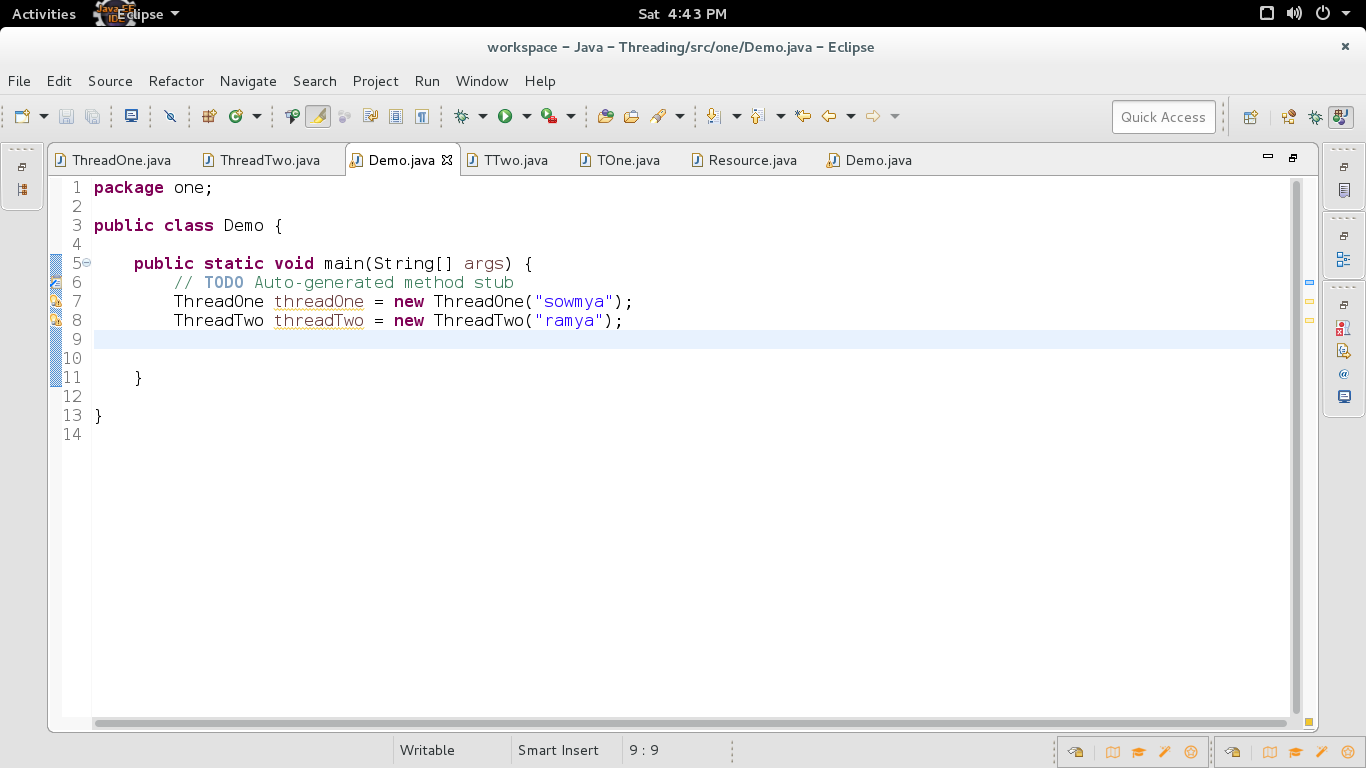 Activities Eclipse Sat 4:43 PM
workspace – Java – Threading/src/one/Demo.java – Eclipse
File Edit Source Refactor Navigate Search Project Run Window Help
Quick Access
ThreadOne.java ThreadTwo.java Demo.java TTwo.java TOne.java Resource.java Demo.java
1 package one;
2
3 public class Demo {
4
5 public static void main(String[] args) {
6 // TODO Auto-generated method stub
7 ThreadOne threadOne = new ThreadOne("sowmya");
8 ThreadTwo threadTwo = new ThreadTwo("ramya");
9
10
11 }
12
13 }
14
Writable Smart Insert 9 : 9